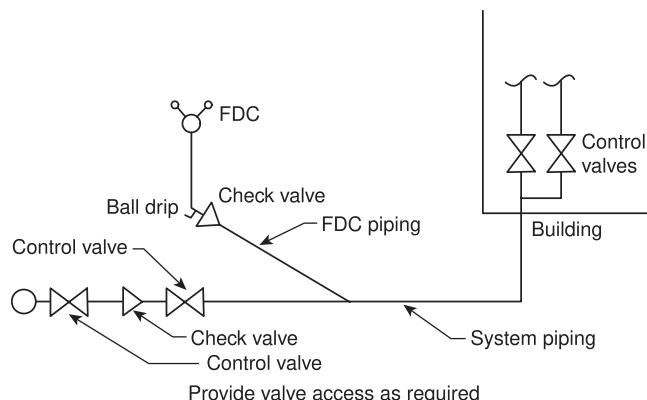 FDC
Control
valves
Check valve
Ball drip
FDC piping
Building
Control valve
Check valve
System piping
Control valve
Provide valve access as required